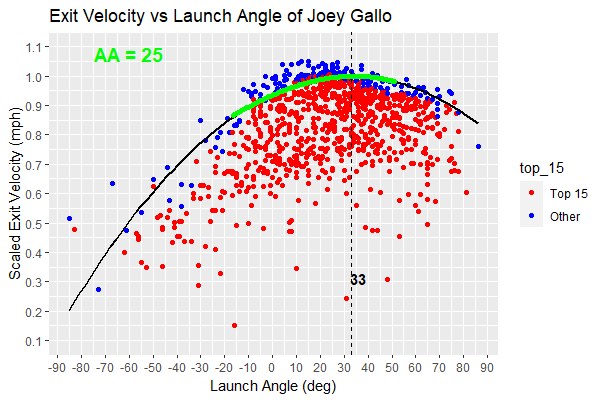 Exit Velocity vs Launch Angle of Joey Gallo
AA = 25
Scaled Exit Velocity (mph)
1.1
1.0
0.9
0.8
0.7
0.6
0.5
0.4
0.3
0.2
0.1
33
-90 -80 -70 -60 -50 -40 -30 -20 -10 0 10 20 30 40 50 60 70 80 90
Launch Angle (deg)
top_15
Top 15
Other